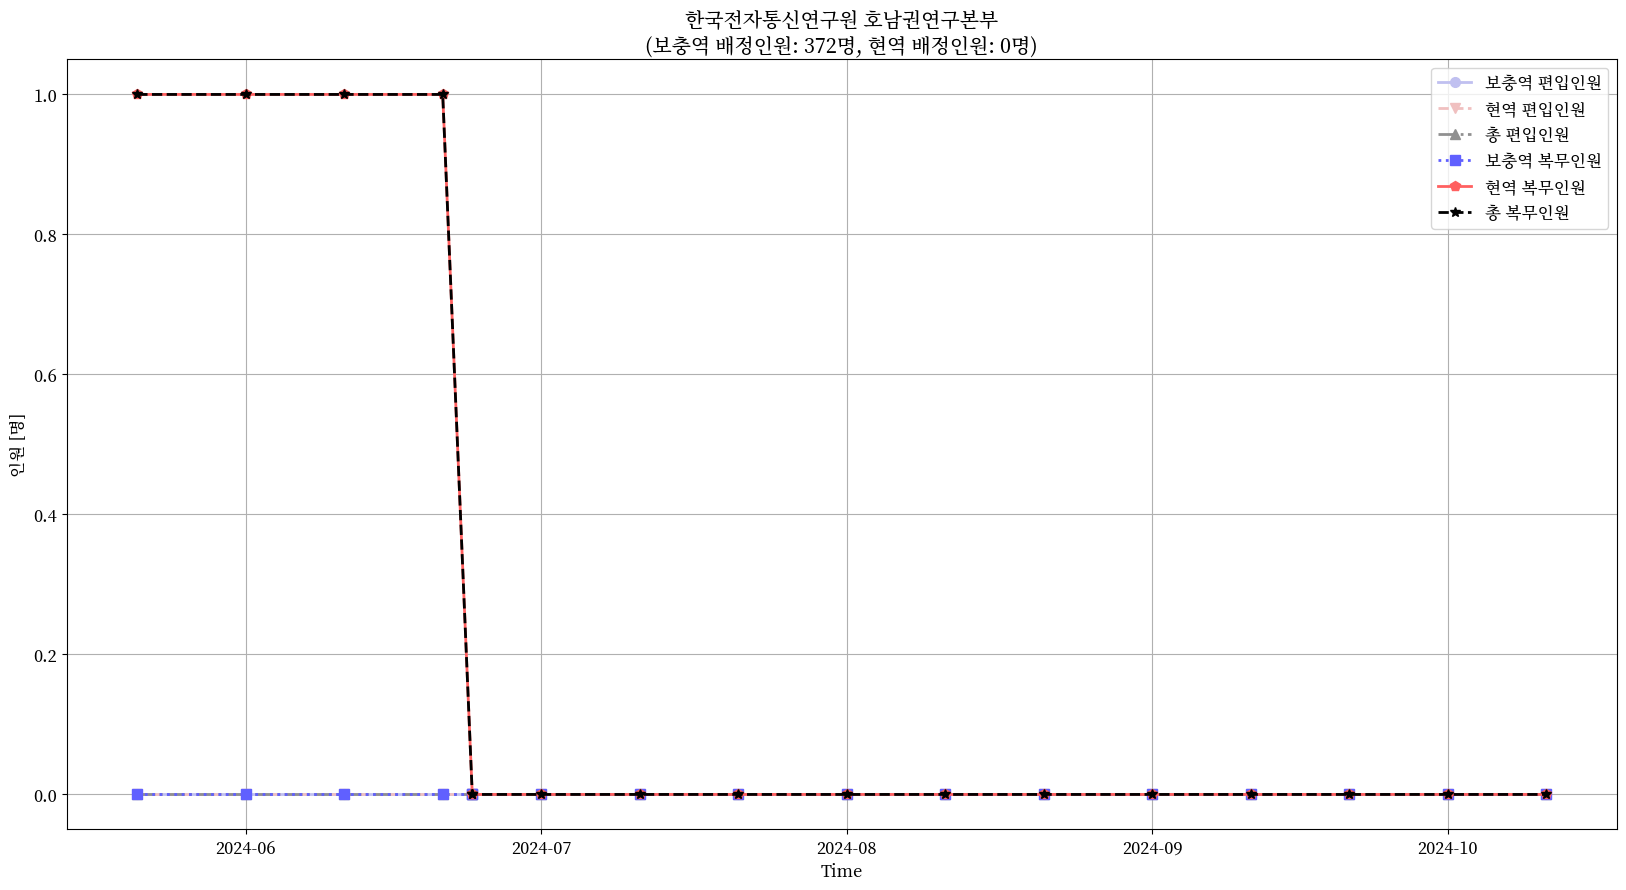 한국전자통신연구원 호남권연구본부
(보충역 배정인원: 372명, 현역 배정인원: 0명)
보충역 편입인원
현역 편입인원
총 편입인원
보충역 복무인원
현역 복무인원
총 복무인원
인원 [명]
1.0
0.8
0.6
0.4
0.2
0.0
2024-06
2024-07
2024-08
2024-09
2024-10
Time